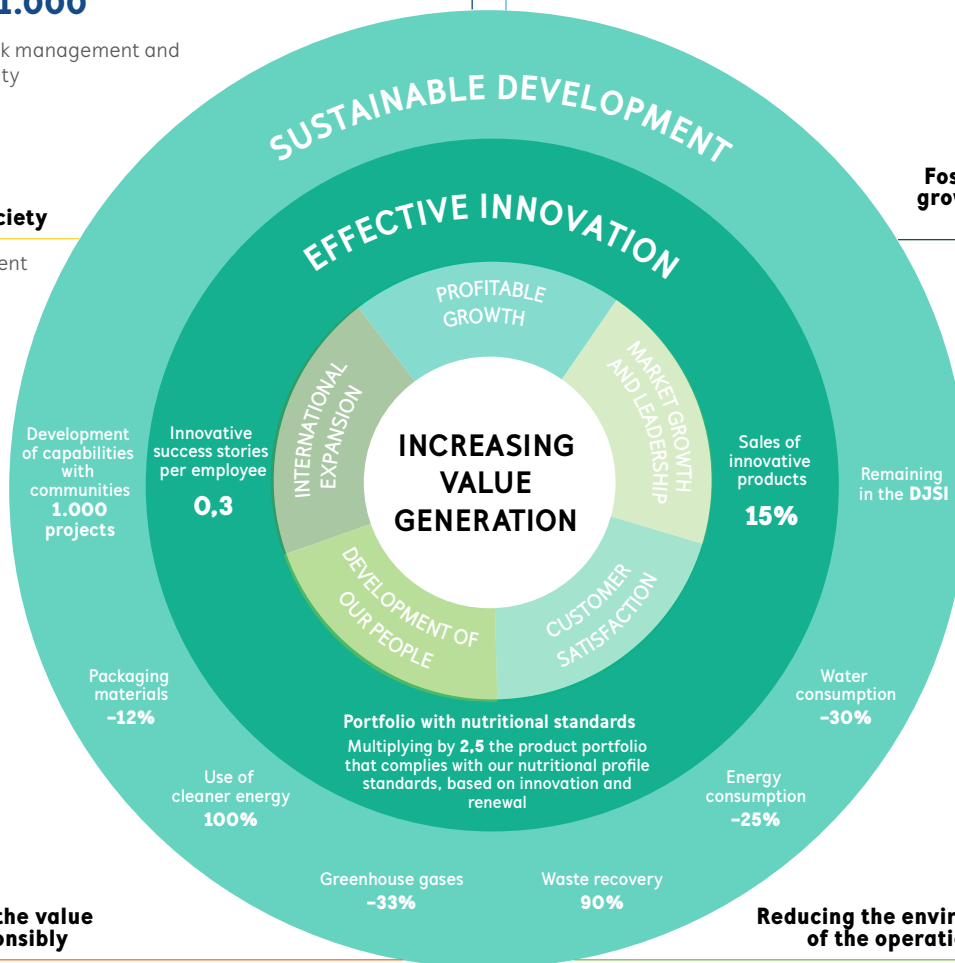 1.000
k management and
ty
ciety
ent
Fos
grov
SUSTAINABLE DEVELOPMENT
EFFECTIVE INNOVATION
PROFITABLE
GROWTH
MARKET GROWTH
AND LEADERSHIP
INTERNATIONAL
EXPANSION
INCREASING
VALUE
GENERATION
DEVELOPMENT OF
OUR PEOPLE
CUSTOMER
SATISFACTION
Development
of capabilities
with
communities
1.000
projects
Innovative
success stories
per employee
0,3
Sales of
innovative
products
15%
Remaining
in the DJSI
Packaging
materials
-12%
Water
consumption
-30%
Portfolio with nutritional standards
Multiplying by 2,5 the product portfolio
that complies with our nutritional profile
standards, based on innovation and
renewal
Use of
cleaner energy
100%
Energy
consumption
-25%
Greenhouse gases
-33%
Waste recovery
90%
the value
onsibly
Reducing the envir
of the operati